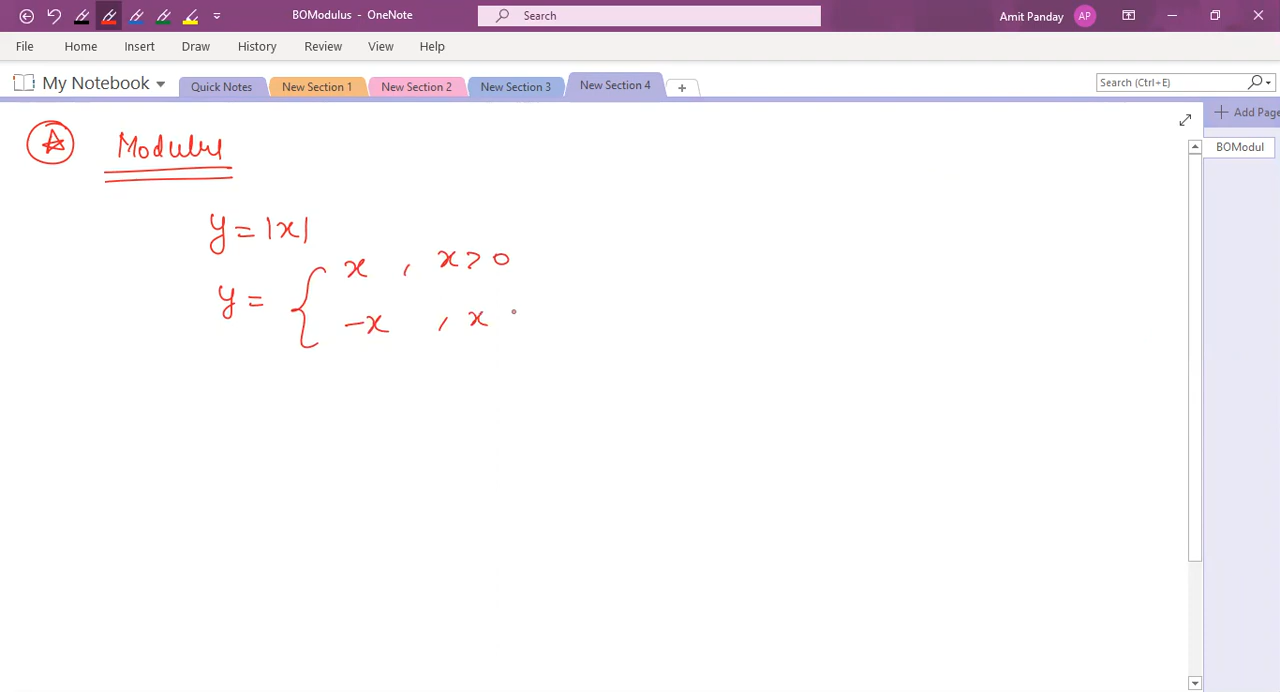 BOModulus - OneNote
Search
Amit Panday
AP
File Home Insert Draw History Review View Help
My Notebook
Quick Notes
New Section 1
New Section 2
New Section 3
New Section 4
+
Search (Ctrl+E)
Add Page
BOModul
Modulus
y = |x|
y = { x , x > 0
-x , x